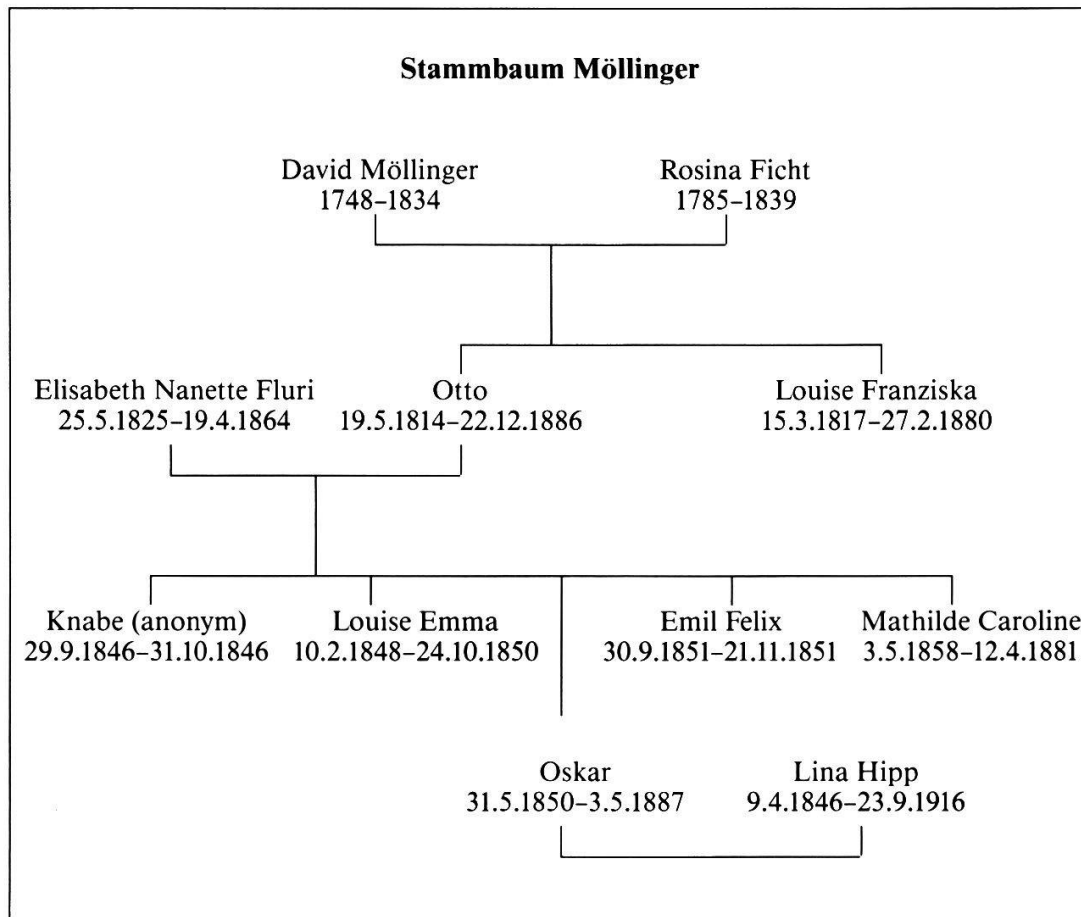 Stammbaum Möllinger
David Möllinger
1748–1834
Rosina Ficht
1785–1839
Elisabeth Nanette Fluri
25.5.1825–19.4.1864
Otto
19.5.1814–22.12.1886
Louise Franziska
15.3.1817–27.2.1880
Knabe (anonym)
29.9.1846–31.10.1846
Louise Emma
10.2.1848–24.10.1850
Emil Felix
30.9.1851–21.11.1851
Mathilde Caroline
3.5.1858–12.4.1881
Oskar
31.5.1850–3.5.1887
Lina Hipp
9.4.1846–23.9.1916